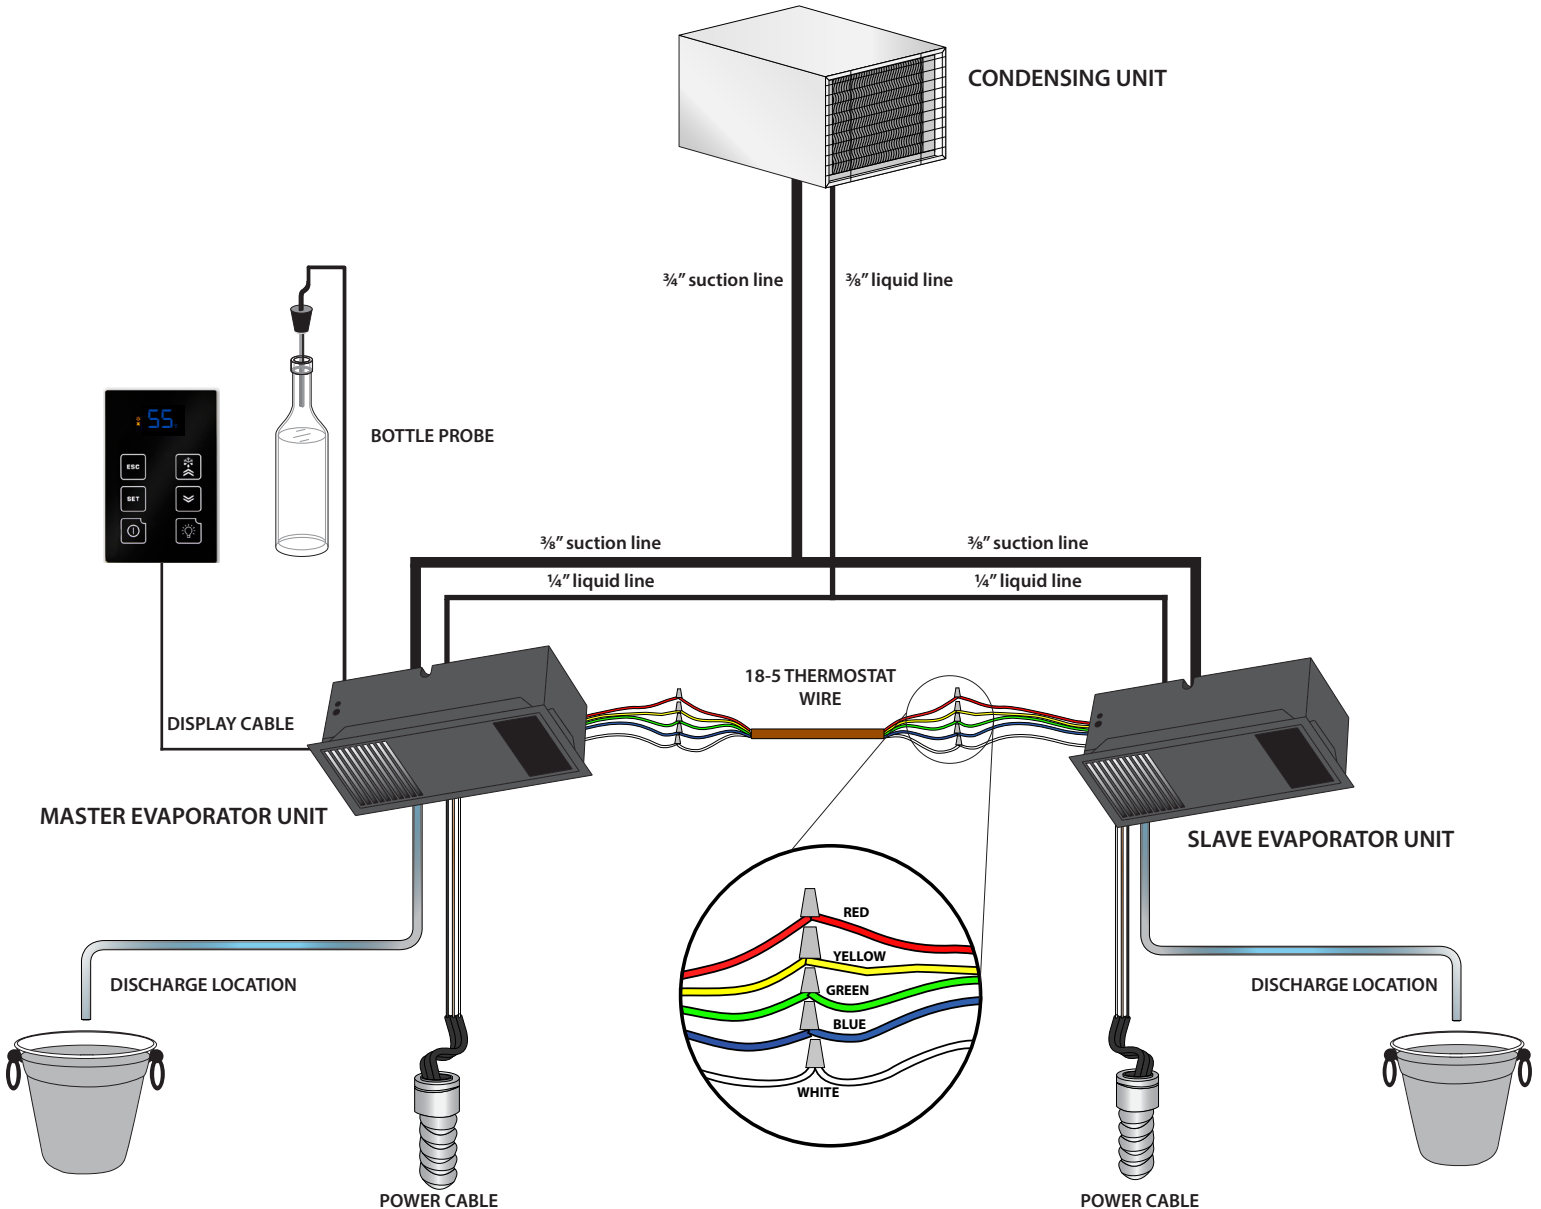 CONDENSING UNIT
¾” suction line
⅜” liquid line
55
ESC
SET
BOTTLE PROBE
⅜” suction line
⅜” suction line
¼” liquid line
¼” liquid line
18-5 THERMOSTAT
WIRE
DISPLAY CABLE
MASTER EVAPORATOR UNIT
SLAVE EVAPORATOR UNIT
RED
YELLOW
GREEN
BLUE
WHITE
DISCHARGE LOCATION
DISCHARGE LOCATION
POWER CABLE
POWER CABLE